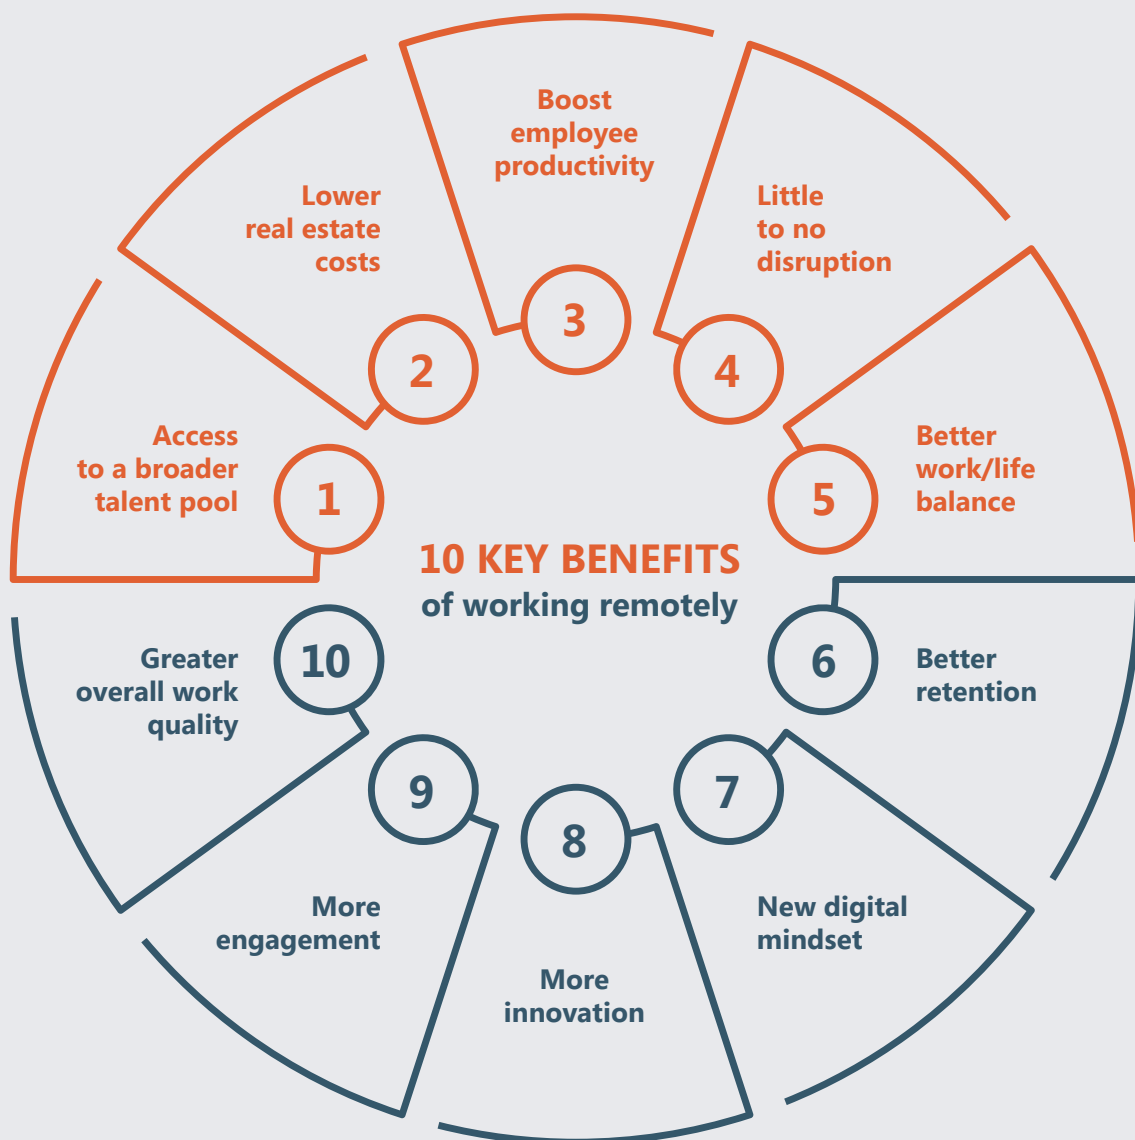 10 KEY BENEFITS
of working remotely
1
Access
to a broader
talent pool
2
Lower
real estate
costs
3
Boost
employee
productivity
4
Little
to no
disruption
5
Better
work/life
balance
6
Better
retention
7
New digital
mindset
8
More
innovation
9
More
engagement
10
Greater
overall work
quality